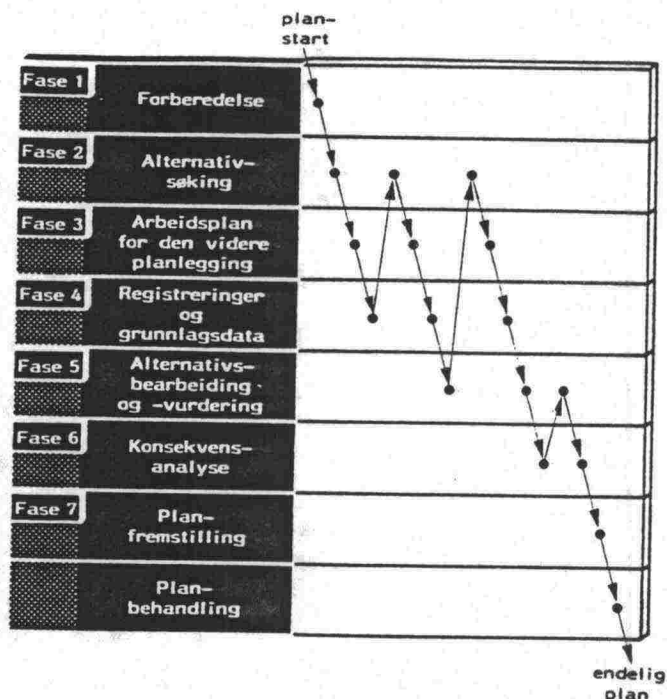 plan-
start
Fase 1
Forberedelse
Fase 2
Alternativ-
søking
Fase 3
Arbeidsplan
for den videre
planlegging
Fase 4
Registreringer
og
grunnlagsdata
Fase 5
Alternativs-
bearbeiding
og -vurdering
Fase 6
Konsekvens-
analyse
Fase 7
Plan-
fremstilling
Plan-
behandling
endelig
plan